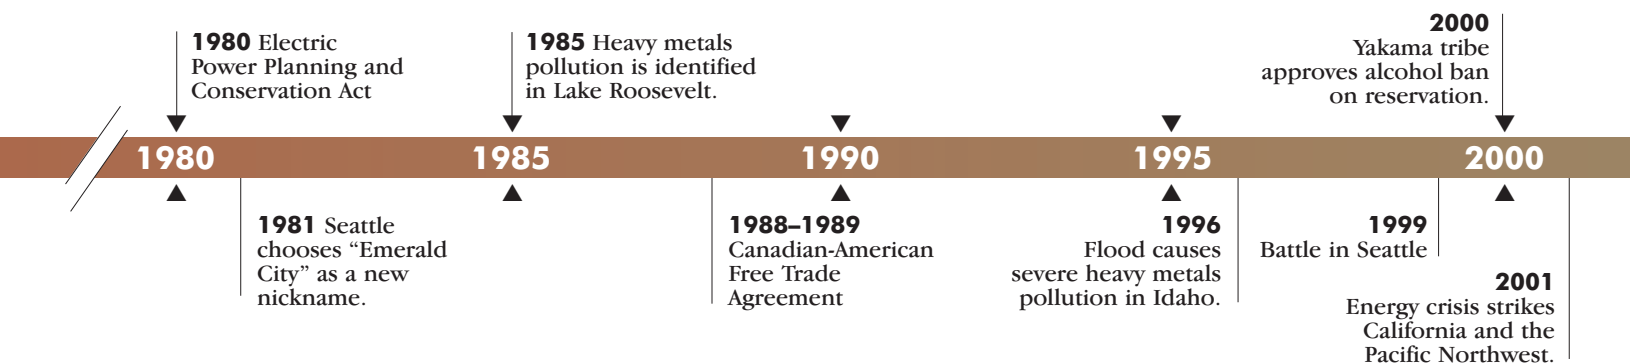 1980 Electric
Power Planning and
Conservation Act
1985 Heavy metals
pollution is identified
in Lake Roosevelt.
2000
Yakama tribe
approves alcohol ban
on reservation.
1980
1985
1990
1995
2000
1981 Seattle
chooses “Emerald
City” as a new
nickname.
1988–1989
Canadian-American
Free Trade
Agreement
1996
Flood causes
severe heavy metals
pollution in Idaho.
1999
Battle in Seattle
2001
Energy crisis strikes
California and the
Pacific Northwest.